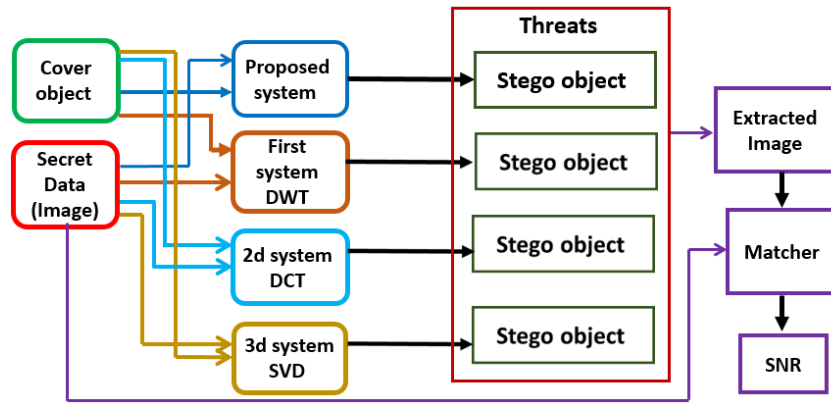 Cover
object
Secret
Data
(Image)
Proposed
system
First
system
DWT
2d system
DCT
3d system
SVD
Threats
Stego object
Stego object
Stego object
Stego object
Extracted
Image
Matcher
SNR